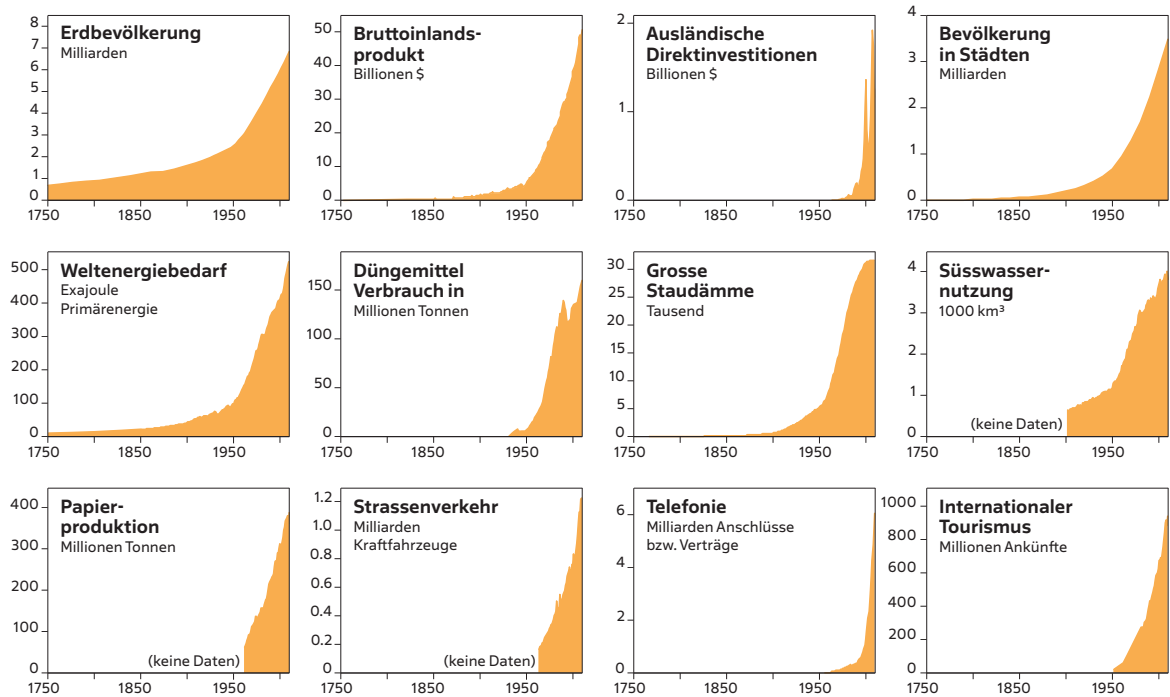 Erdbevölkerung
Milliarden
8
7
6
5
4
3
2
1
0
1750
1850
1950
Bruttoinlands-
produkt
Billionen $
50
40
30
20
10
0
1750
1850
1950
Ausländische
Direktinvestitionen
Billionen $
2
1
0
1750
1850
1950
Bevölkerung
in Städten
Milliarden
4
3
2
1
0
1750
1850
1950
Weltenergiebedarf
Exajoule
Primärenergie
500
400
300
200
100
0
1750
1850
1950
Düngemittel
Verbrauch in
Millionen Tonnen
150
100
50
0
1750
1850
1950
Grosse
Staudämme
Tausend
30
25
20
15
10
5
0
1750
1850
1950
Süsswasser-
nutzung
1000 km³
4
3
2
1
0
(keine Daten)
1750
1850
1950
Papier-
produktion
Millionen Tonnen
400
300
200
100
0
(keine Daten)
1750
1850
1950
Strassenverkehr
Milliarden
Kraftfahrzeuge
1.2
1.0
0.8
0.6
0.4
0.2
0
(keine Daten)
1750
1850
1950
Telefonie
Milliarden Anschlüsse
bzw. Verträge
6
4
2
0
1750
1850
1950
Internationaler
Tourismus
Millionen Ankünfte
1000
800
600
400
200
0
1750
1850
1950